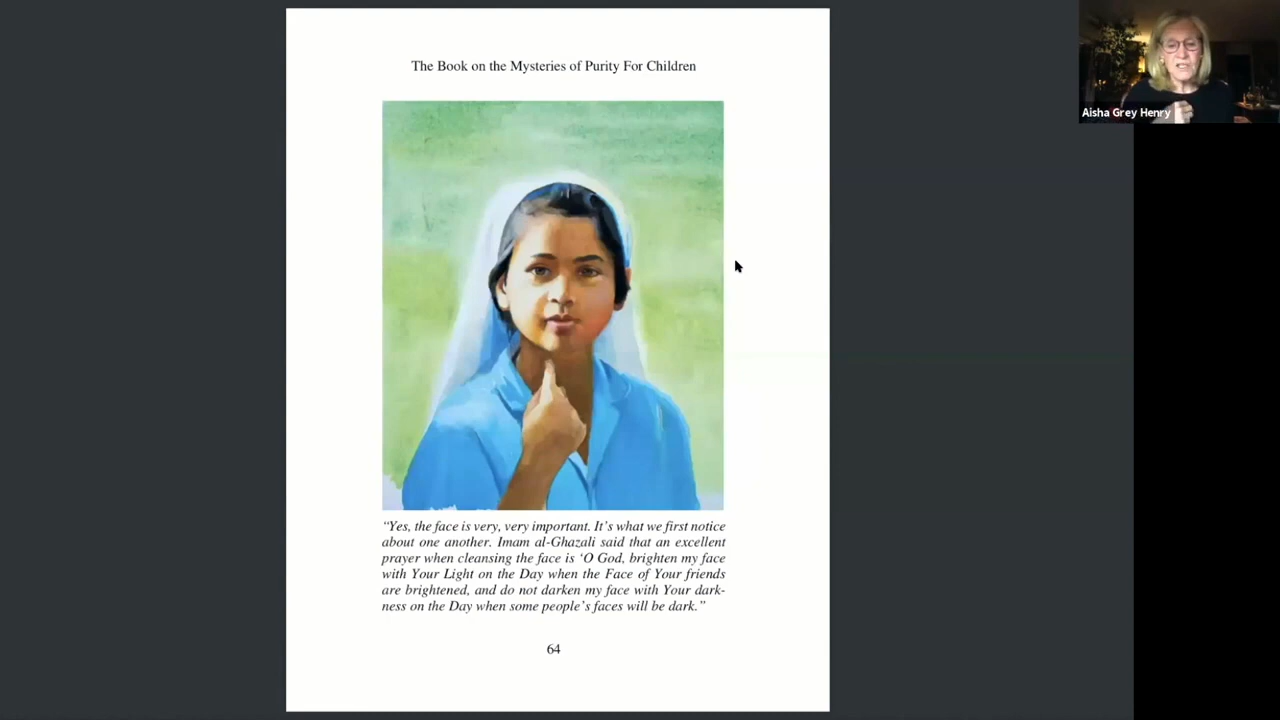 The Book on the Mysteries of Purity For Children
Aisha Grey Henry
“Yes, the face is very, very important. It’s what we first notice
about one another. Imam al-Ghazali said that an excellent
prayer when cleansing the face is ‘O God, brighten my face
with Your Light on the Day when the Face of Your friends
are brightened, and do not darken my face with Your dark-
ness on the Day when some people’s faces will be dark.”
64